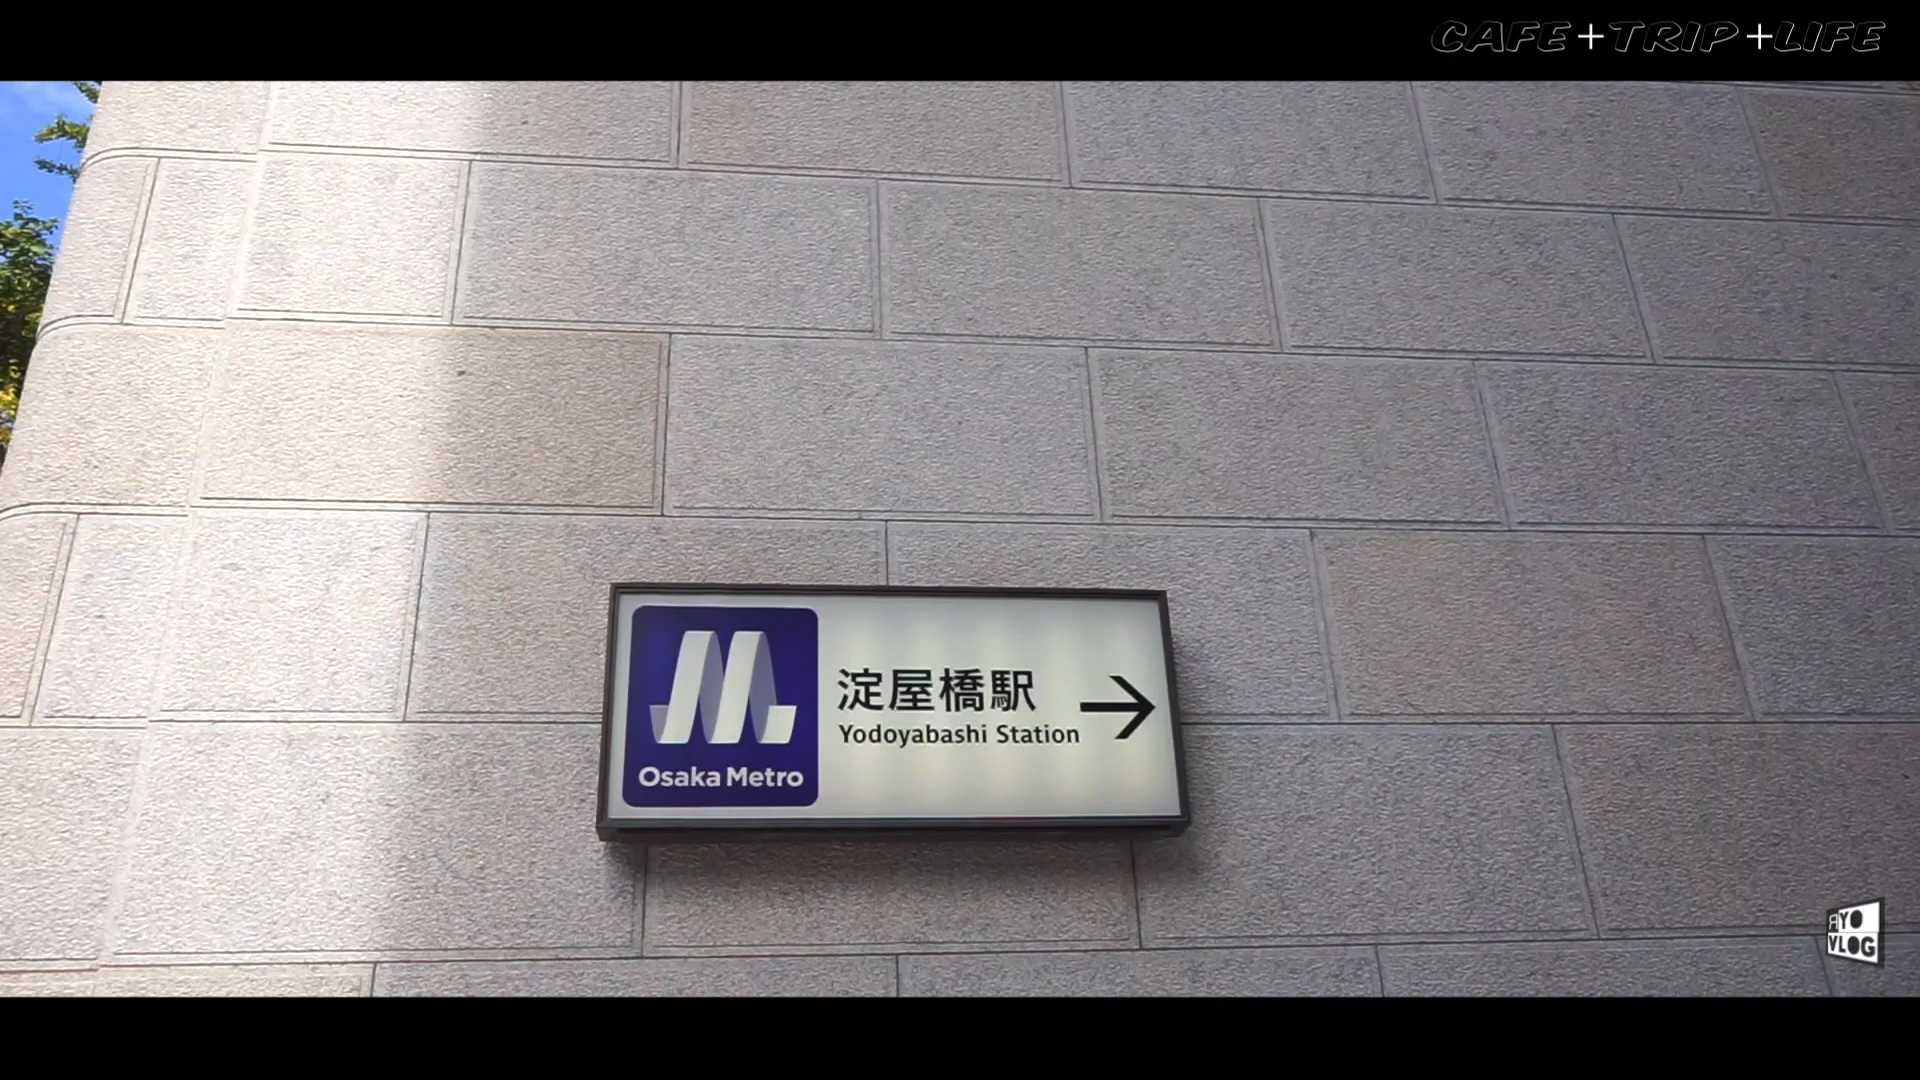 CAFE+TRIP+LIFE
淀屋橋駅
Yodoyabashi Station
→
Osaka Metro
RYO
VLOG